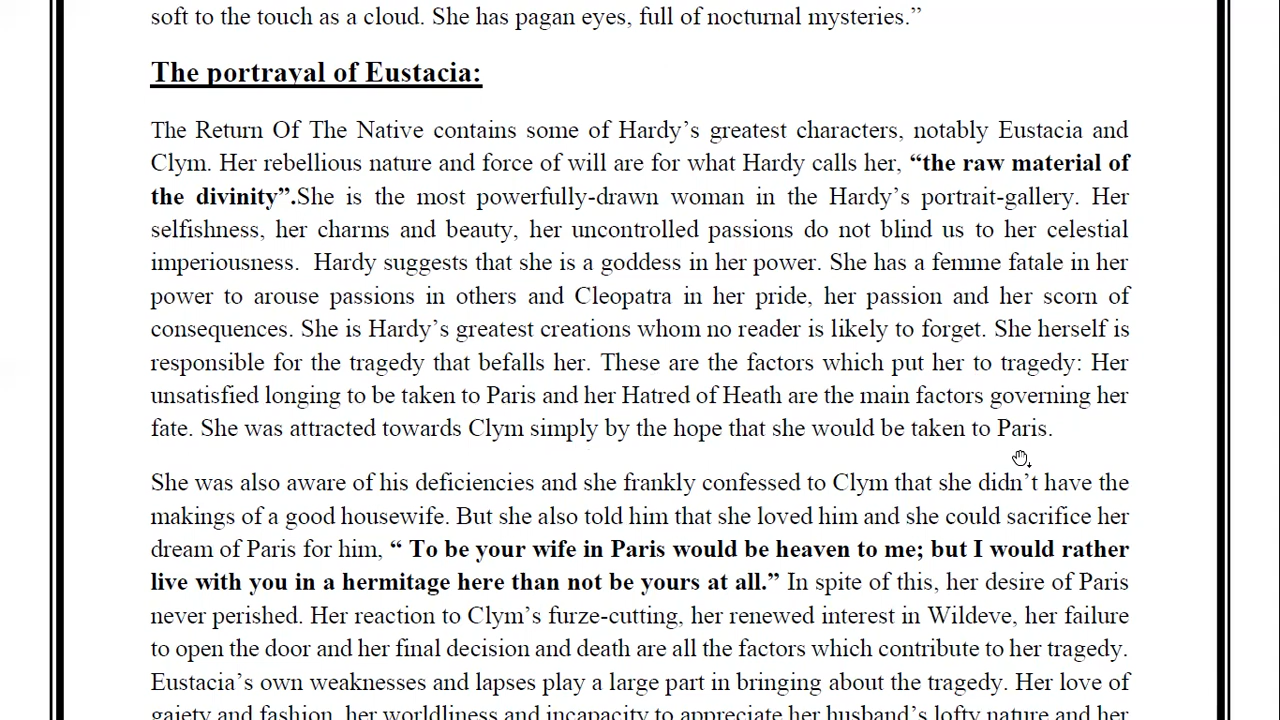 soft to the touch as a cloud. She has pagan eyes, full of nocturnal mysteries.”
The portrayal of Eustacia:
The Return Of The Native contains some of Hardy’s greatest characters, notably Eustacia and
Clym. Her rebellious nature and force of will are for what Hardy calls her, “the raw material of
the divinity”.She is the most powerfully-drawn woman in the Hardy’s portrait-gallery. Her
selfishness, her charms and beauty, her uncontrolled passions do not blind us to her celestial
imperiousness.  Hardy suggests that she is a goddess in her power. She has a femme fatale in her
power to arouse passions in others and Cleopatra in her pride, her passion and her scorn of
consequences. She is Hardy’s greatest creations whom no reader is likely to forget. She herself is
responsible for the tragedy that befalls her. These are the factors which put her to tragedy: Her
unsatisfied longing to be taken to Paris and her Hatred of Heath are the main factors governing her
fate. She was attracted towards Clym simply by the hope that she would be taken to Paris.
She was also aware of his deficiencies and she frankly confessed to Clym that she didn’t have the
makings of a good housewife. But she also told him that she loved him and she could sacrifice her
dream of Paris for him, “ To be your wife in Paris would be heaven to me; but I would rather
live with you in a hermitage here than not be yours at all.” In spite of this, her desire of Paris
never perished. Her reaction to Clym’s furze-cutting, her renewed interest in Wildeve, her failure
to open the door and her final decision and death are all the factors which contribute to her tragedy.
Eustacia’s own weaknesses and lapses play a large part in bringing about the tragedy. Her love of
gaiety and fashion, her worldliness and incapacity to appreciate her husband’s lofty nature and her